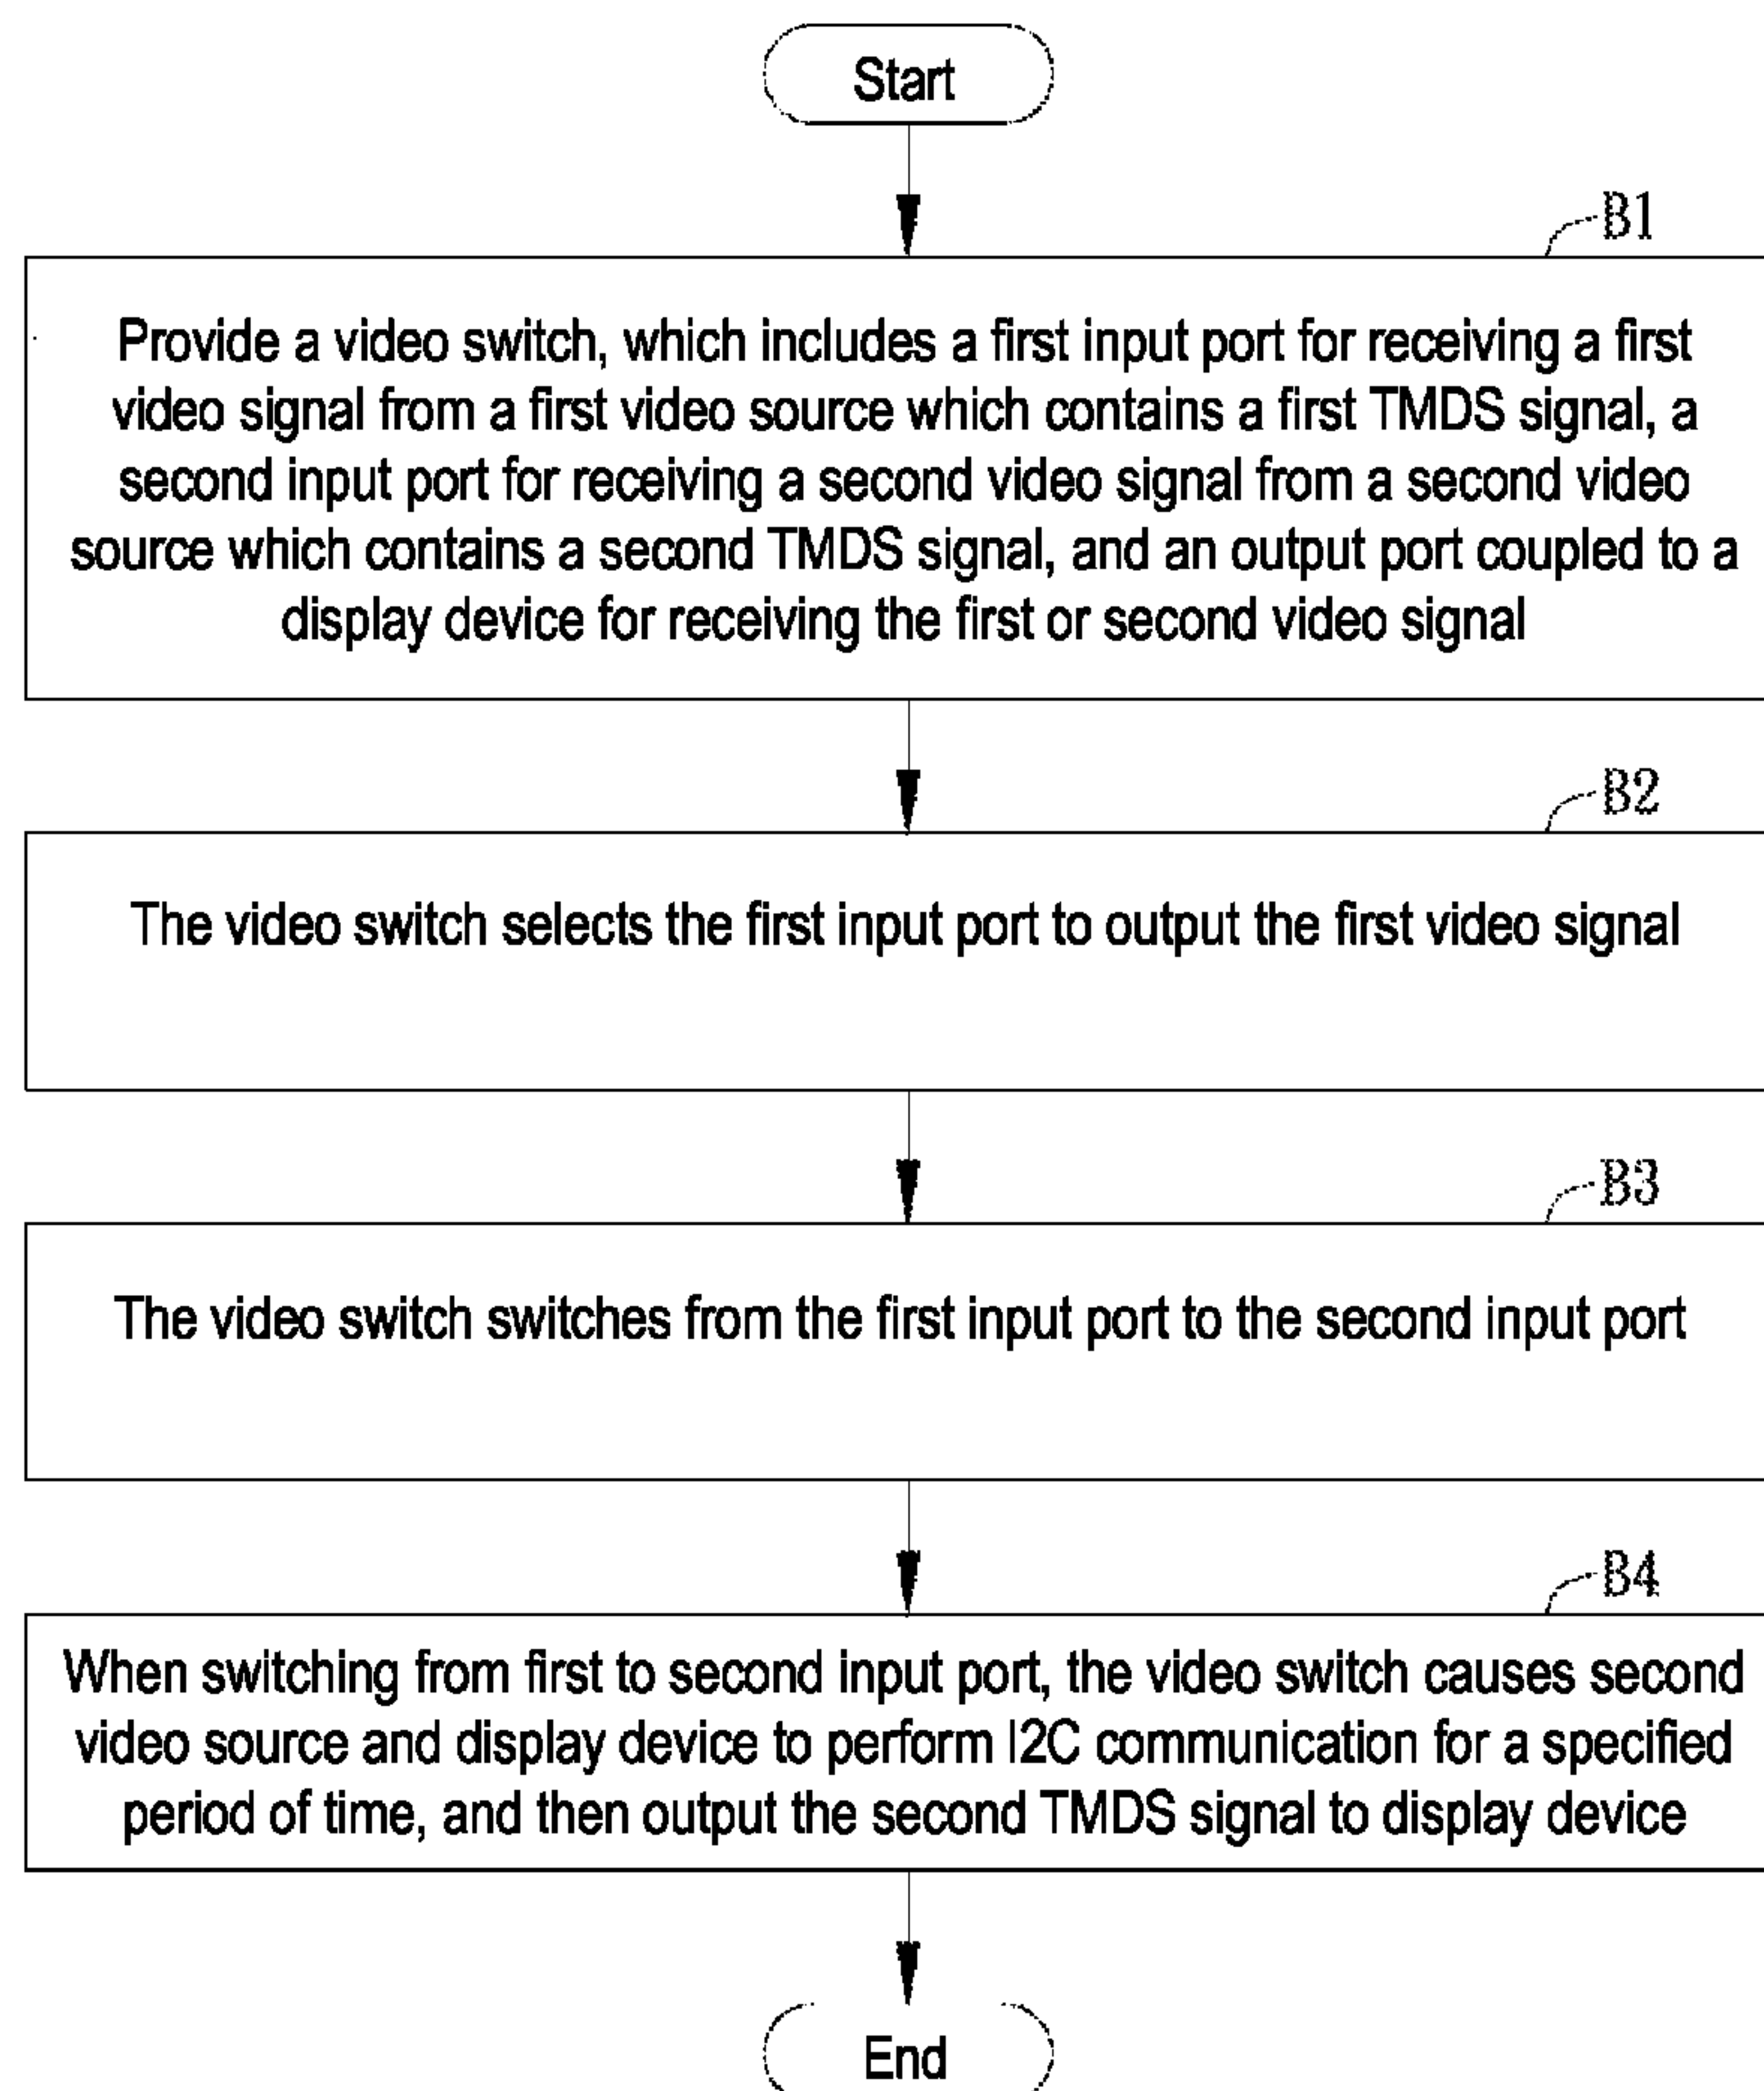 Start
B1
Provide a video switch, which includes a first input port for receiving a first
video signal from a first video source which contains a first TMDS signal, a
second input port for receiving a second video signal from a second video
source which contains a second TMDS signal, and an output port coupled to a
display device for receiving the first or second video signal
B2
The video switch selects the first input port to output the first video signal
B3
The video switch switches from the first input port to the second input port
B4
When switching from first to second input port, the video switch causes second
video source and display device to perform I2C communication for a specified
period of time, and then output the second TMDS signal to display device
End